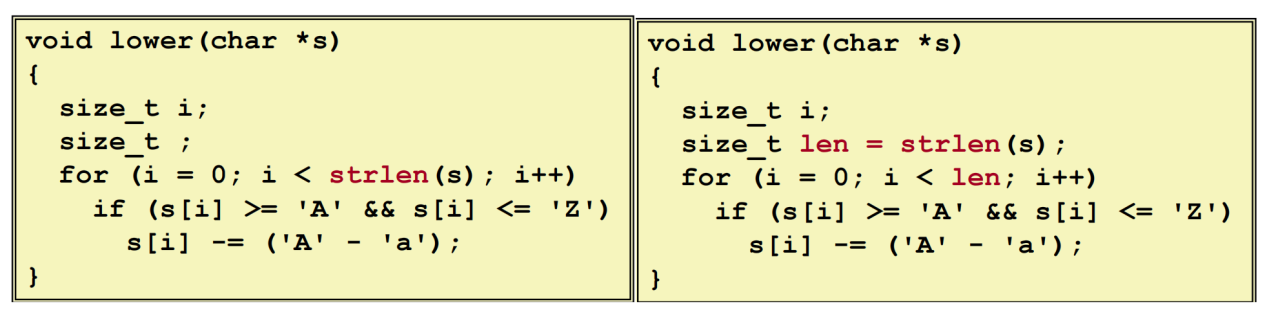 void lower(char *s)
{
  size_t i;
  size_t ;
  for (i = 0; i < strlen(s); i++)
    if (s[i] >= 'A' && s[i] <= 'Z')
      s[i] -= ('A' - 'a');
}
void lower(char *s)
{
  size_t i;
  size_t len = strlen(s);
  for (i = 0; i < len; i++)
    if (s[i] >= 'A' && s[i] <= 'Z')
      s[i] -= ('A' - 'a');
}